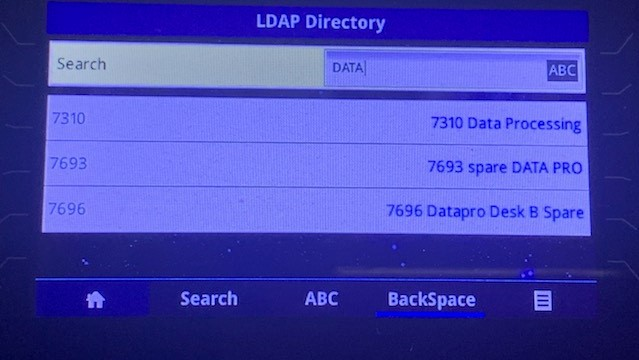 LDAP Directory
Search DATA ABC
7310 7310 Data Processing
7693 7693 spare DATA PRO
7696 7696 Datapro Desk B Spare
Search ABC BackSpace